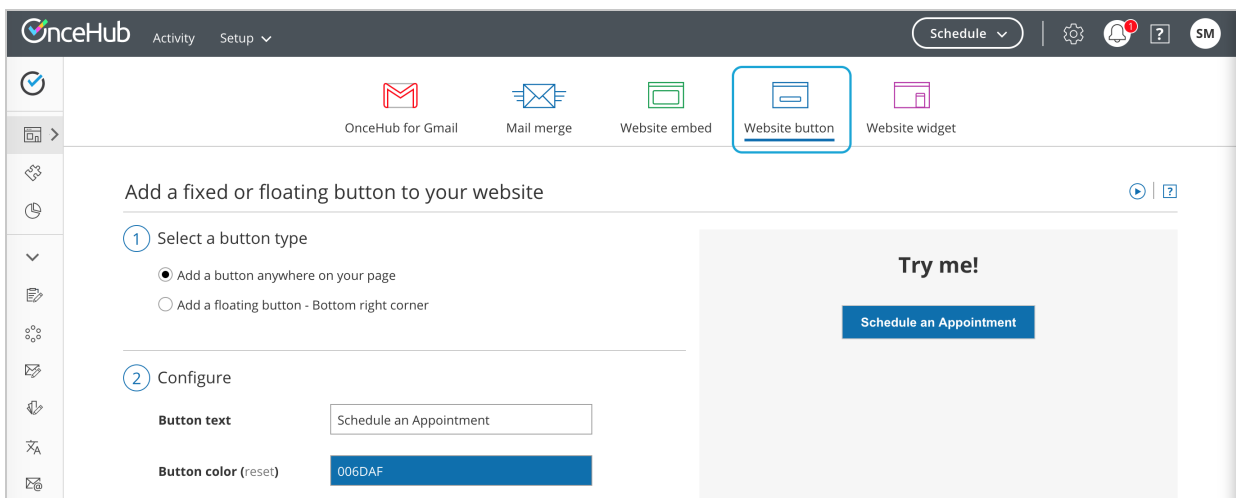 OnceHub Activity Setup Schedule 1 ? SM
OnceHub for Gmail Mail merge Website embed Website button Website widget
Add a fixed or floating button to your website ?
1 Select a button type
Add a button anywhere on your page
Add a floating button - Bottom right corner
Try me!
Schedule an Appointment
2 Configure
Button text Schedule an Appointment
Button color (reset) 006DAF